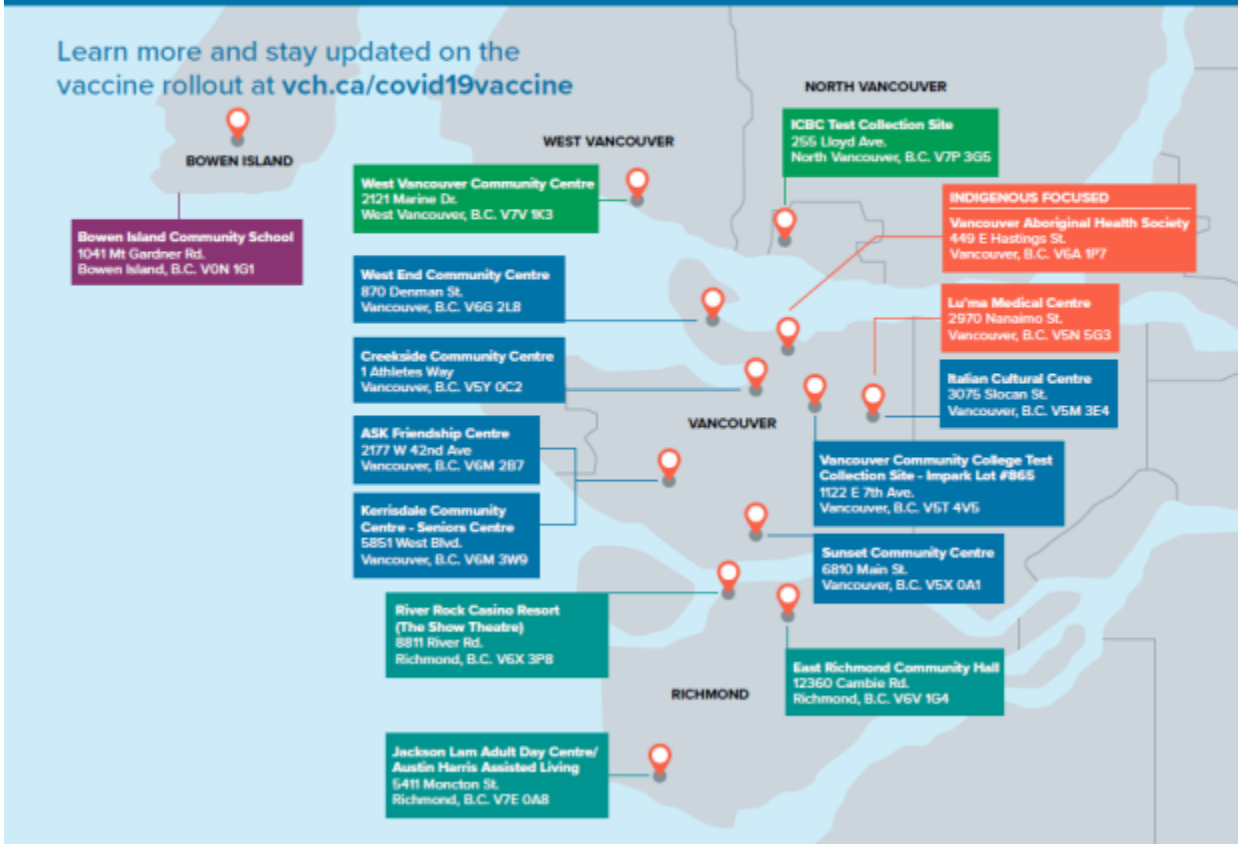 Learn more and stay updated on the
vaccine rollout at vch.ca/covid19vaccine
BOWEN ISLAND
Bowen Island Community School
1041 Mt Gardner Rd.
Bowen Island, B.C. V0N 1G1
WEST VANCOUVER
West Vancouver Community Centre
2121 Marine Dr.
West Vancouver, B.C. V7V 1K3
NORTH VANCOUVER
ICBC Test Collection Site
255 Lloyd Ave.
North Vancouver, B.C. V7P 3G5
INDIGENOUS FOCUSED
Vancouver Aboriginal Health Society
449 E Hastings St.
Vancouver, B.C. V6A 1P7
Lu'ma Medical Centre
2970 Nanaimo St.
Vancouver, B.C. V5N 5G3
West End Community Centre
870 Denman St.
Vancouver, B.C. V6G 2L8
Creekside Community Centre
1 Athletes Way
Vancouver, B.C. V5Y 0C2
Italian Cultural Centre
3075 Slocan St.
Vancouver, B.C. V5M 3E4
VANCOUVER
ASK Friendship Centre
2177 W 42nd Ave
Vancouver, B.C. V6M 2B7
Kerrisdale Community
Centre - Seniors Centre
5851 West Blvd.
Vancouver, B.C. V6M 3W9
Vancouver Community College Test
Collection Site - Impark Lot #865
1122 E 7th Ave.
Vancouver, B.C. V5T 4V5
Sunset Community Centre
6810 Main St.
Vancouver, B.C. V5X 0A1
River Rock Casino Resort
(The Show Theatre)
8811 River Rd.
Richmond, B.C. V6X 3P8
East Richmond Community Hall
12360 Cambie Rd.
Richmond, B.C. V6V 1G4
RICHMOND
Jackson Lam Adult Day Centre/
Austin Harris Assisted Living
5411 Moncton St.
Richmond, B.C. V7E 0A8